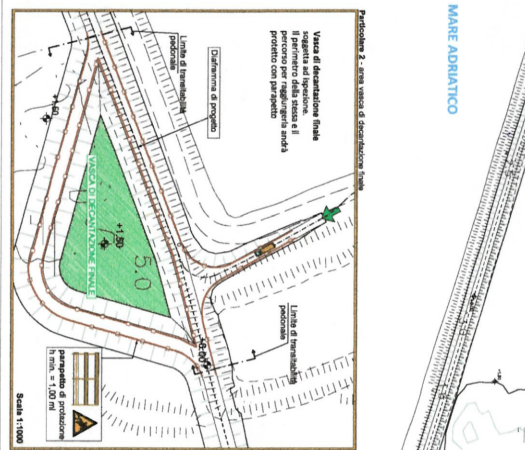 MARE ADRIATICO
Particolare 2 - area vasca di decantazione finale
Vasca di decantazione finale
soggetta ad ispezione.
Il perimetro della stessa e il
percorso per raggiungerla andrà
protetto con parapetto
Diaframma di progetto
Limite di transitabilità
pedonale
+1.50
VASCA DI DECANTAZIONE FINALE
+1.50
5.0
Limite di transitabilità
pedonale
parapetto di protezione
h min. = 1,00 ml
Scala 1:1000